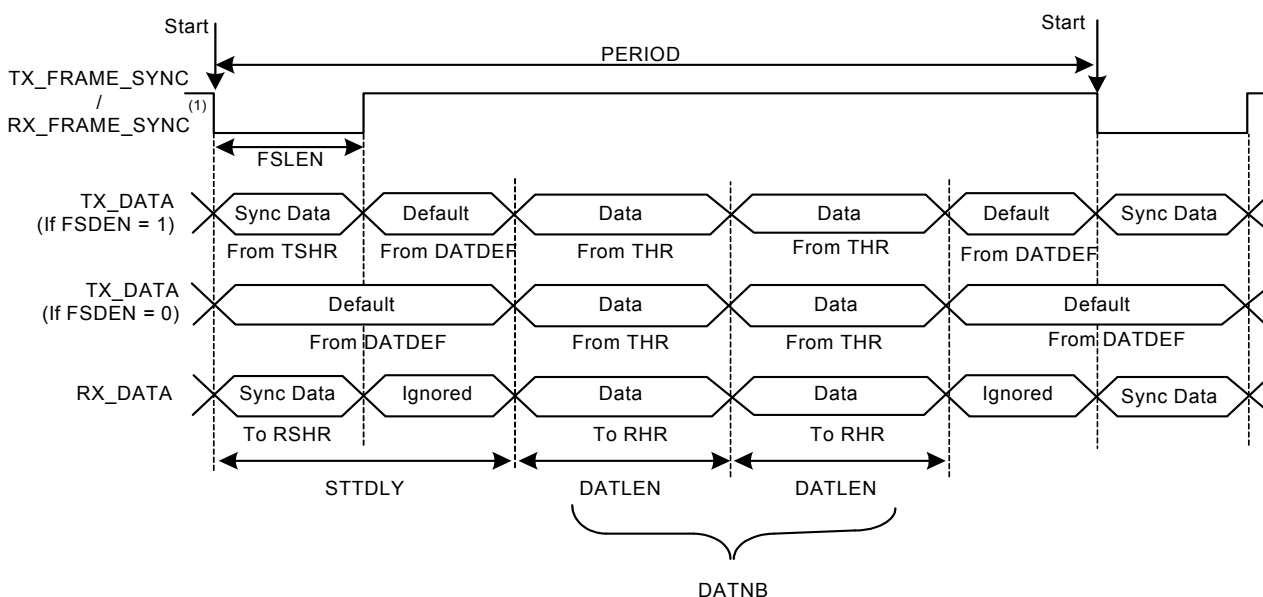 Start
Start
PERIOD
TX_FRAME_SYNC
/
(1)
RX_FRAME_SYNC
FSLEN
TX_DATA
(If FSDEN = 1)
Sync Data
Default
Data
Data
Default
Sync Data
From TSHR
From DATDEF
From THR
From THR
From DATDEF
TX_DATA
(If FSDEN = 0)
Default
Data
Data
Default
From DATDEF
From THR
From THR
From DATDEF
RX_DATA
Sync Data
Ignored
Data
Data
Ignored
Sync Data
To RSHR
To RHR
To RHR
STTDLY
DATLEN
DATLEN
DATNB